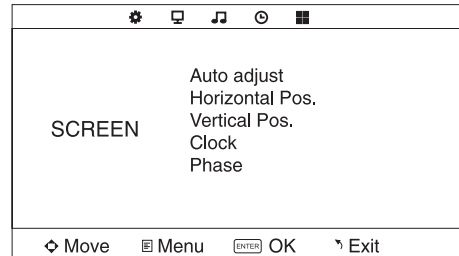 SCREEN
Auto adjust
Horizontal Pos.
Vertical Pos.
Clock
Phase
Move Menu ENTER OK Exit